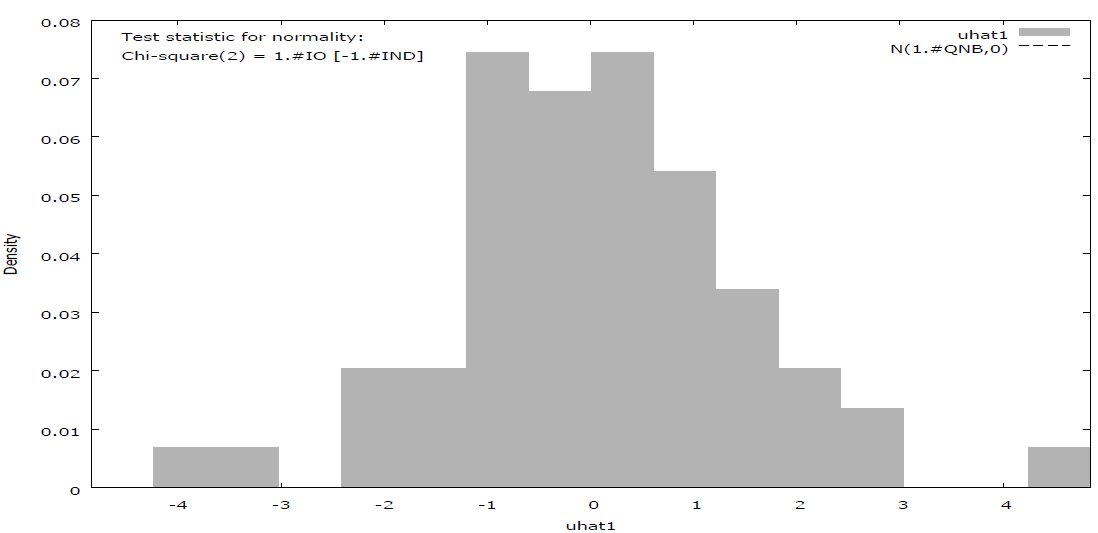 0.08
0.07
0.06
0.05
0.04
0.03
0.02
0.01
0
Density
Test statistic for normality:
Chi-square(2) = 1.#IO [-1.#IND]
uhat1
N(1.#QNB,0)
-4 -3 -2 -1 0 1 2 3 4
uhat1